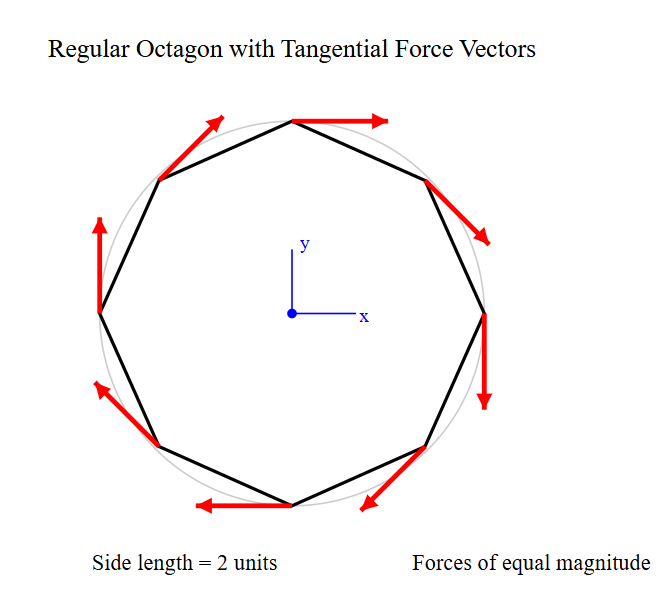 Regular Octagon with Tangential Force Vectors
y
x
Side length = 2 units
Forces of equal magnitude